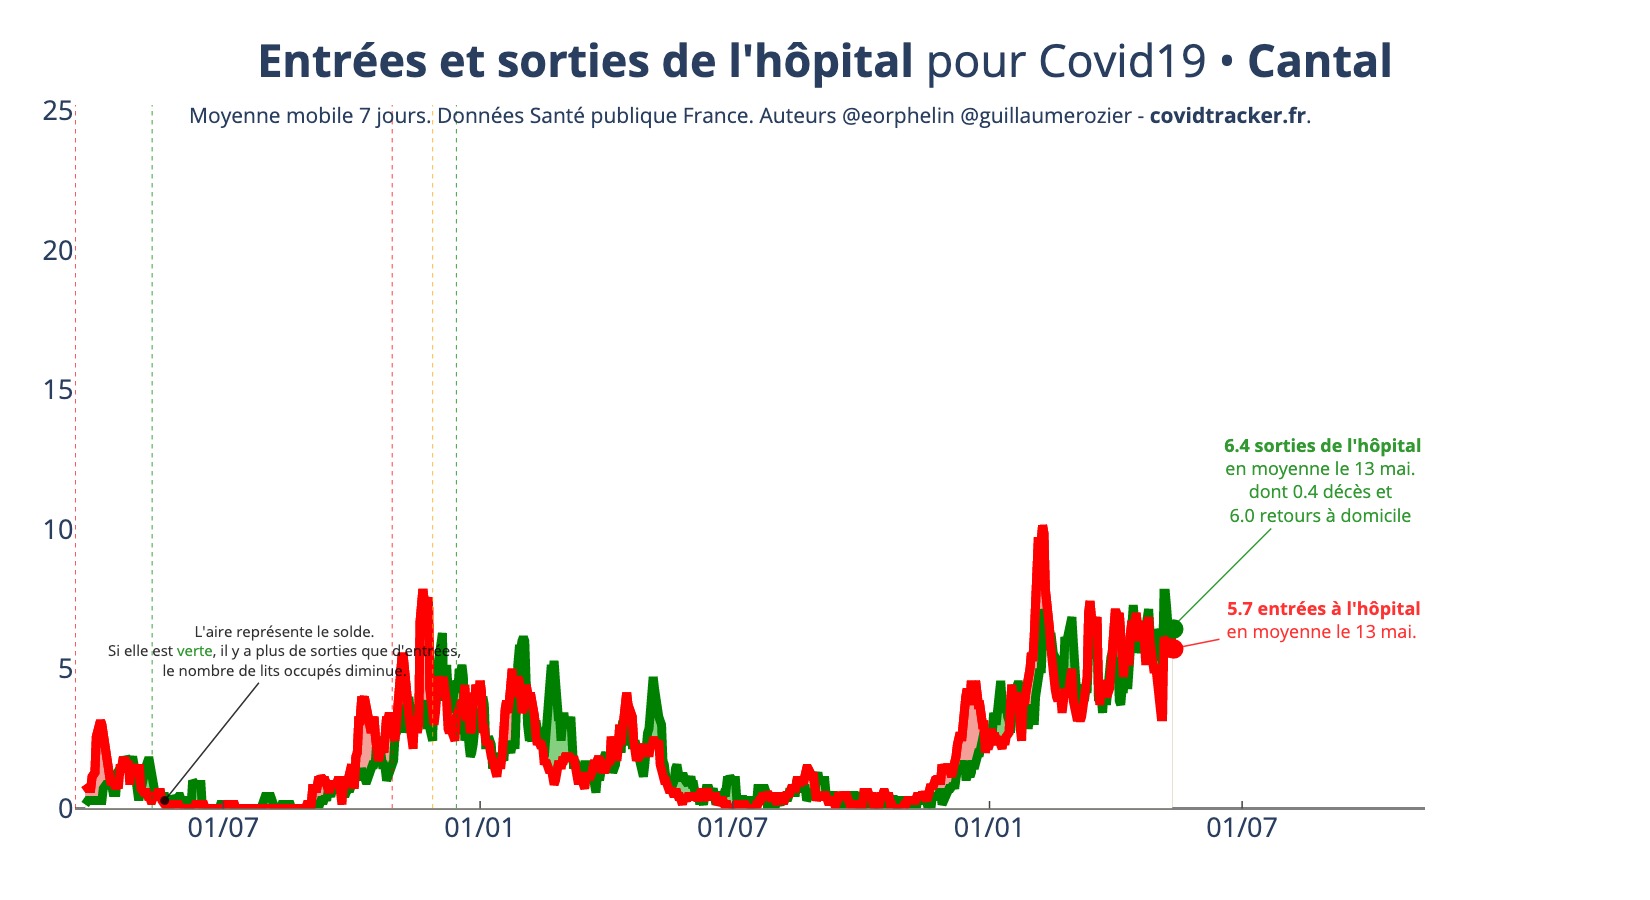 Entrées et sorties de l'hôpital pour Covid19 • Cantal
Moyenne mobile 7 jours. Données Santé publique France. Auteurs @eorphelin @guillaumerozier - covidtracker.fr.
25
20
15
10
5
0
L'aire représente le solde.
Si elle est verte, il y a plus de sorties que d'entrées,
le nombre de lits occupés diminue.
6.4 sorties de l'hôpital
en moyenne le 13 mai.
dont 0.4 décès et
6.0 retours à domicile
5.7 entrées à l'hôpital
en moyenne le 13 mai.
01/07
01/01
01/07
01/01
01/07